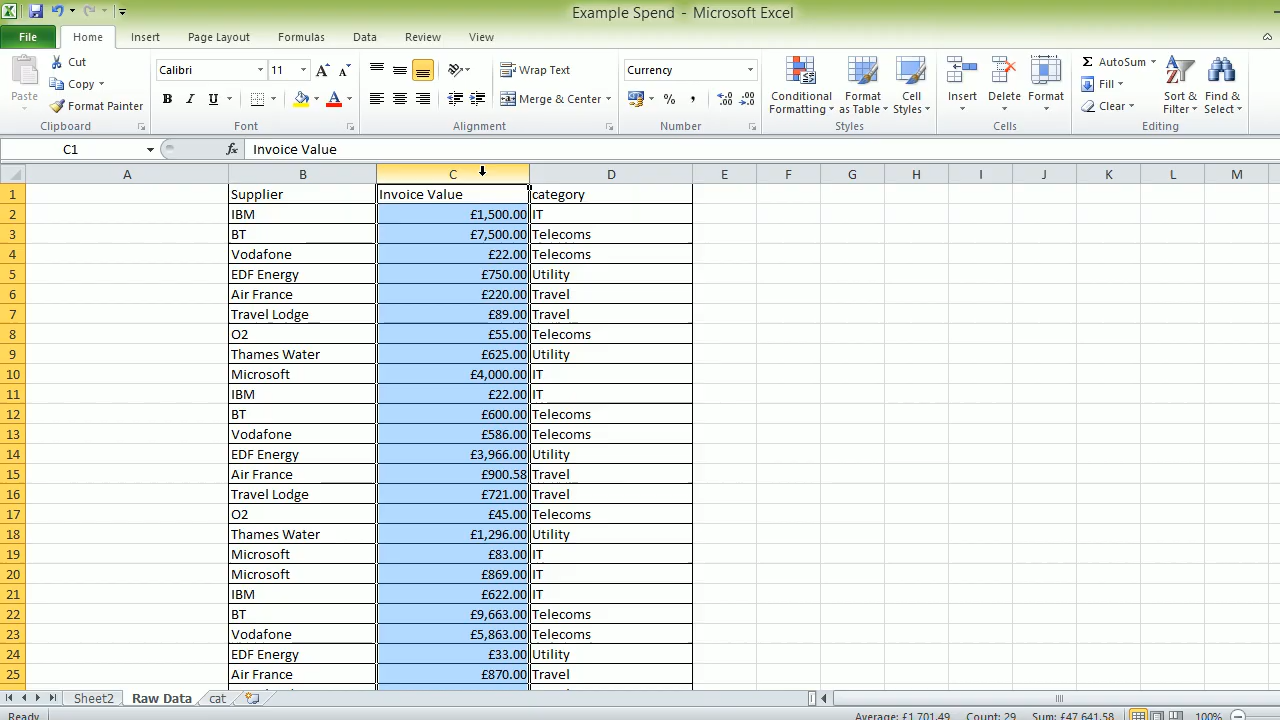 Example Spend - Microsoft Excel
File Home Insert Page Layout Formulas Data Review View
Paste Cut Copy Format Painter Clipboard
Calibri 11 B I U A Font
Wrap Text Merge & Center Alignment
Currency % , Number
Conditional Formatting Format as Table Cell Styles Styles
Insert Delete Format Cells
Σ AutoSum Fill Clear Sort & Filter Find & Select Editing
C1 fx Invoice Value
A B C D E F G H I J K L M
1 Supplier Invoice Value category
2 IBM £1,500.00 IT
3 BT £7,500.00 Telecoms
4 Vodafone £22.00 Telecoms
5 EDF Energy £750.00 Utility
6 Air France £220.00 Travel
7 Travel Lodge £89.00 Travel
8 O2 £55.00 Telecoms
9 Thames Water £625.00 Utility
10 Microsoft £4,000.00 IT
11 IBM £22.00 IT
12 BT £600.00 Telecoms
13 Vodafone £586.00 Telecoms
14 EDF Energy £3,966.00 Utility
15 Air France £900.58 Travel
16 Travel Lodge £721.00 Travel
17 O2 £45.00 Telecoms
18 Thames Water £1,296.00 Utility
19 Microsoft £83.00 IT
20 Microsoft £869.00 IT
21 IBM £622.00 IT
22 BT £9,663.00 Telecoms
23 Vodafone £5,863.00 Telecoms
24 EDF Energy £33.00 Utility
25 Air France £870.00 Travel
Sheet2 Raw Data cat
Ready Average: £1,701.49 Count: 29 Sum: £47,641.58 100%